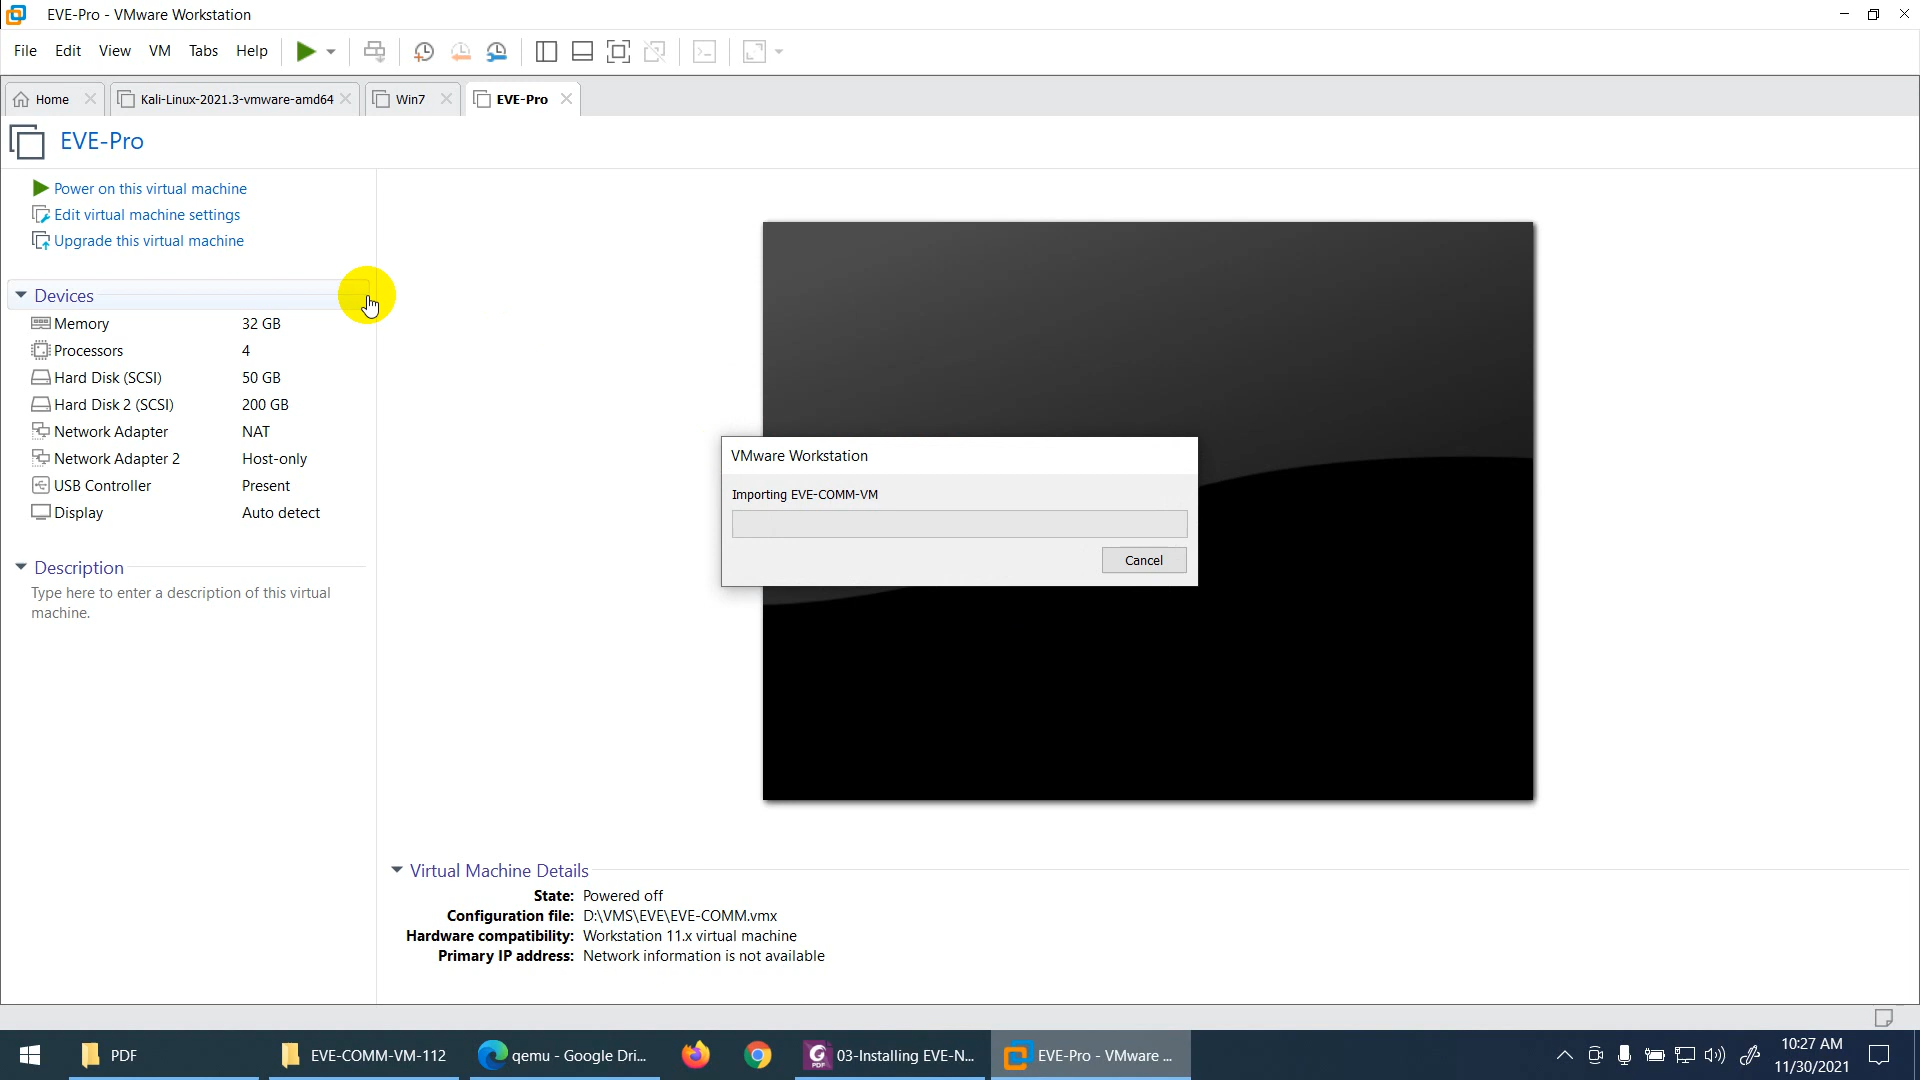 EVE-Pro - VMware Workstation
File Edit View VM Tabs Help
Home Kali-Linux-2021.3-vmware-amd64 Win7 EVE-Pro
EVE-Pro
Power on this virtual machine
Edit virtual machine settings
Upgrade this virtual machine
Devices
Memory 32 GB
Processors 4
Hard Disk (SCSI) 50 GB
Hard Disk 2 (SCSI) 200 GB
Network Adapter NAT
Network Adapter 2 Host-only
USB Controller Present
Display Auto detect
Description
Type here to enter a description of this virtual
machine.
VMware Workstation
Importing EVE-COMM-VM
Cancel
Virtual Machine Details
State: Powered off
Configuration file: D:\VMS\EVE\EVE-COMM.vmx
Hardware compatibility: Workstation 11.x virtual machine
Primary IP address: Network information is not available
PDF EVE-COMM-VM-112 qemu - Google Dri... 03-Installing EVE-N... EVE-Pro - VMware ...
PDF
10:27 AM
11/30/2021